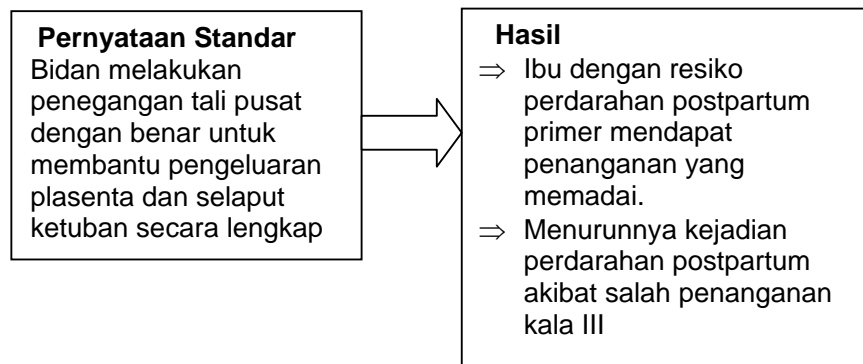 Pernyataan Standar
Bidan melakukan
penegangan tali pusat
dengan benar untuk
membantu pengeluaran
plasenta dan selaput
ketuban secara lengkap
Hasil
⇒ Ibu dengan resiko
perdarahan postpartum
primer mendapat
penanganan yang
memadai.
⇒ Menurunnya kejadian
perdarahan postpartum
akibat salah penanganan
kala III